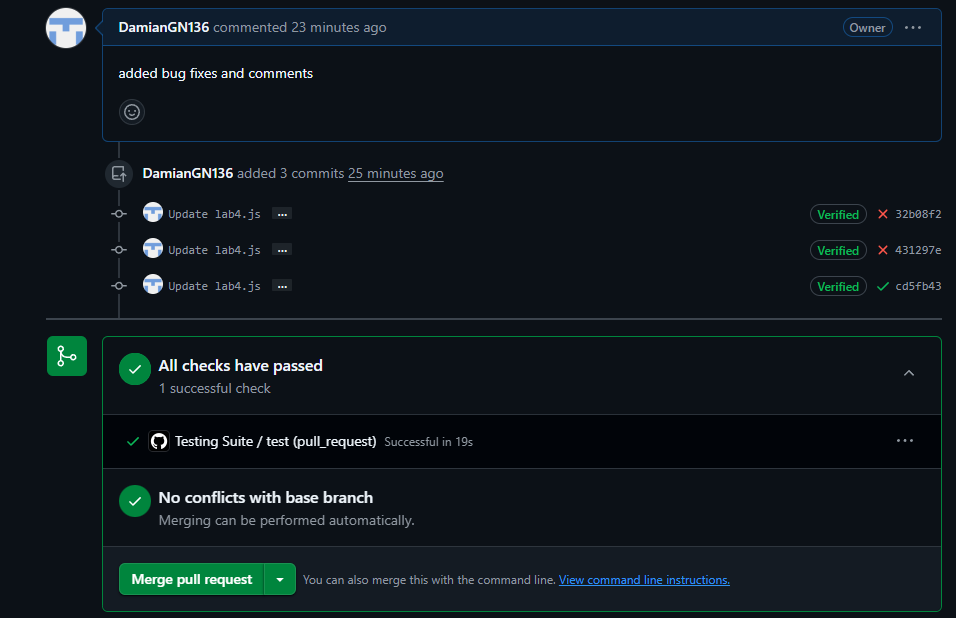 DamianGN136 commented 23 minutes ago Owner ...
added bug fixes and comments
DamianGN136 added 3 commits 25 minutes ago
Update lab4.js ... Verified 32b08f2
Update lab4.js ... Verified 431297e
Update lab4.js ... Verified cd5fb43
All checks have passed
1 successful check
Testing Suite / test (pull_request) Successful in 19s ...
No conflicts with base branch
Merging can be performed automatically.
Merge pull request You can also merge this with the command line. View command line instructions.